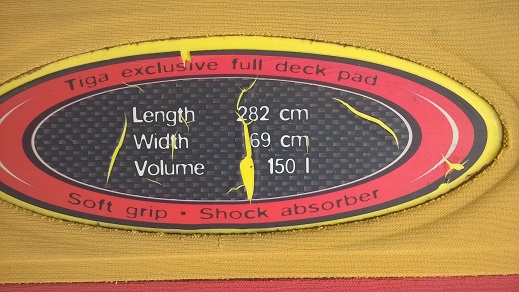 Tiga exclusive full deck pad
Length 282 cm
Width 69 cm
Volume 150 l
Soft grip • Shock absorber